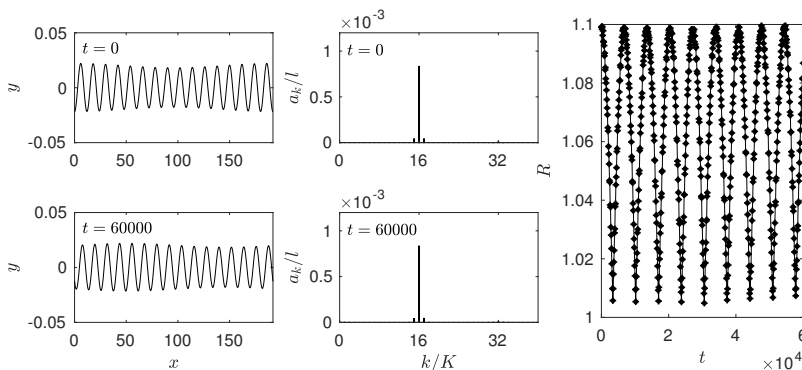 0.05
t = 0
y
0
-0.05
0 50 100 150
×10⁻³
1
t = 0
a_k/l
0.5
0
0 16 32
0.05
t = 60000
y
0
-0.05
0 50 100 150
x
×10⁻³
1
t = 60000
a_k/l
0.5
0
0 16 32
k/K
1.1
1.08
1.06
R
1.04
1.02
1
0 2 4
t
×10⁴